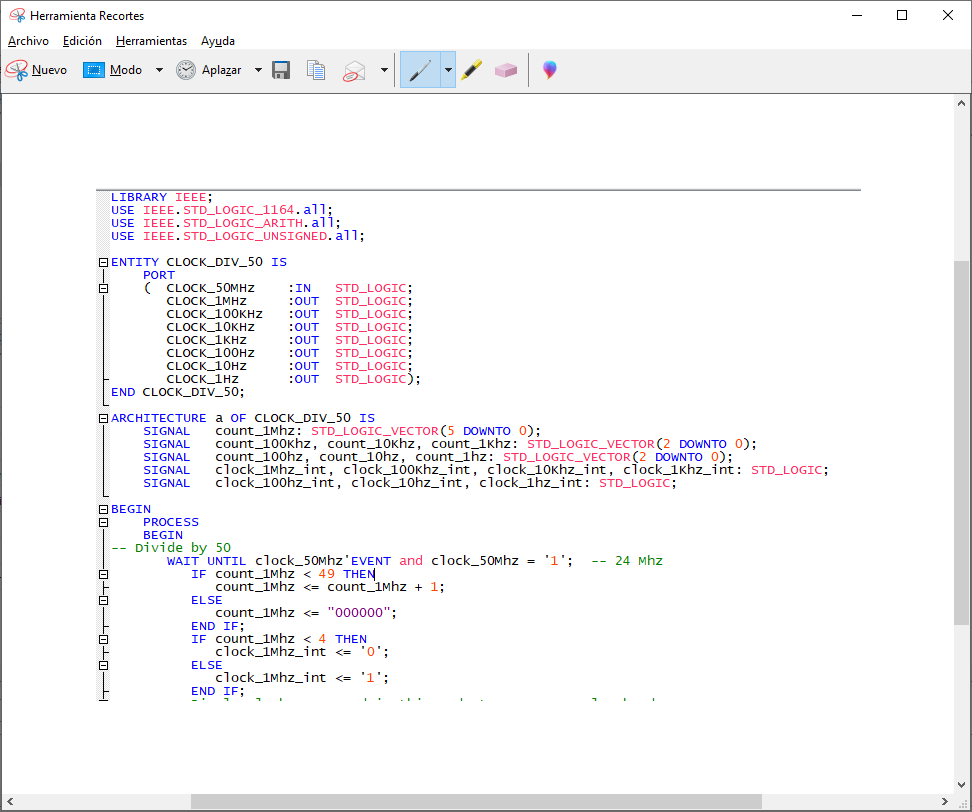 Herramienta Recortes
Archivo Edición Herramientas Ayuda
Nuevo Modo Aplazar
LIBRARY IEEE;
USE IEEE.STD_LOGIC_1164.all;
USE IEEE.STD_LOGIC_ARITH.all;
USE IEEE.STD_LOGIC_UNSIGNED.all;
ENTITY CLOCK_DIV_50 IS
PORT
( CLOCK_50MHz :IN STD_LOGIC;
CLOCK_1MHz :OUT STD_LOGIC;
CLOCK_100KHz :OUT STD_LOGIC;
CLOCK_10KHz :OUT STD_LOGIC;
CLOCK_1KHz :OUT STD_LOGIC;
CLOCK_100Hz :OUT STD_LOGIC;
CLOCK_10Hz :OUT STD_LOGIC;
CLOCK_1Hz :OUT STD_LOGIC);
END CLOCK_DIV_50;
ARCHITECTURE a OF CLOCK_DIV_50 IS
SIGNAL count_1Mhz: STD_LOGIC_VECTOR(5 DOWNTO 0);
SIGNAL count_100Khz, count_10Khz, count_1Khz: STD_LOGIC_VECTOR(2 DOWNTO 0);
SIGNAL count_100hz, count_10hz, count_1hz: STD_LOGIC_VECTOR(2 DOWNTO 0);
SIGNAL clock_1Mhz_int, clock_100Khz_int, clock_10Khz_int, clock_1Khz_int: STD_LOGIC;
SIGNAL clock_100hz_int, clock_10hz_int, clock_1hz_int: STD_LOGIC;
BEGIN
PROCESS
BEGIN
-- Divide by 50
WAIT UNTIL clock_50Mhz'EVENT and clock_50Mhz = '1'; -- 24 Mhz
IF count_1Mhz < 49 THEN
count_1Mhz <= count_1Mhz + 1;
ELSE
count_1Mhz <= "000000";
END IF;
IF count_1Mhz < 4 THEN
clock_1Mhz_int <= '0';
ELSE
clock_1Mhz_int <= '1';
END IF;